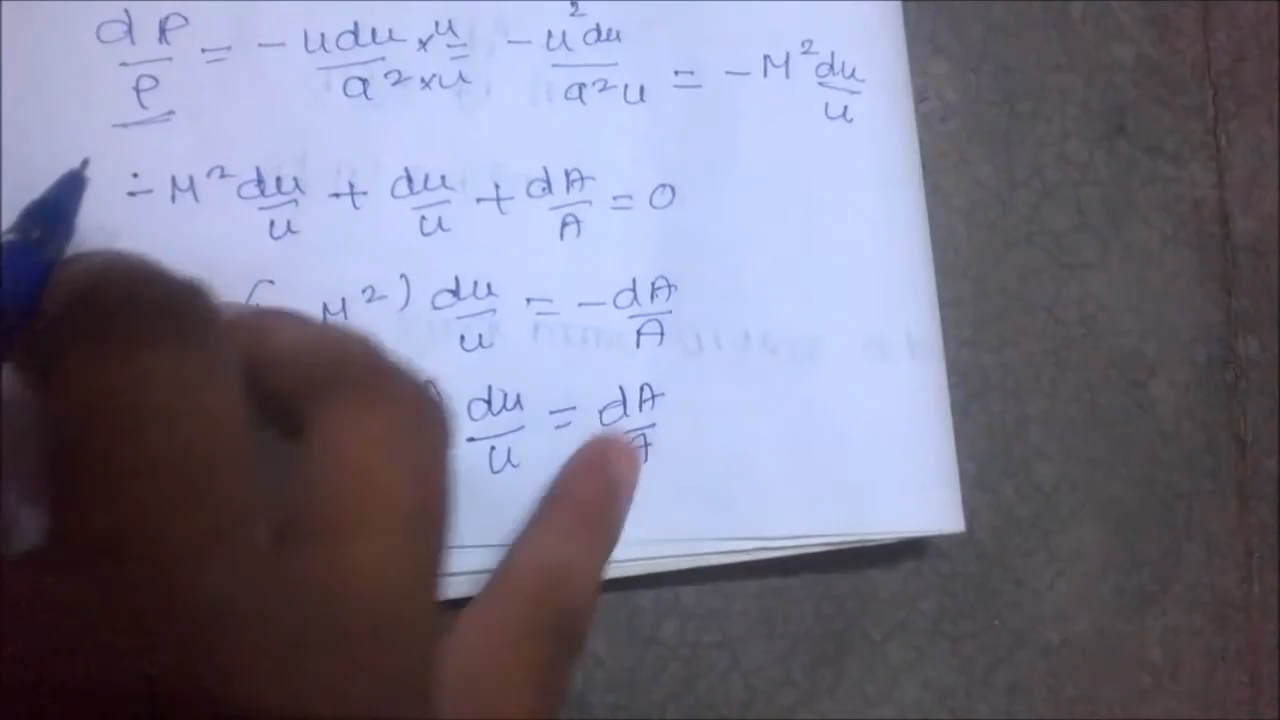 dρ/ρ = - u du × u / a² × u = - u² du / a² u = - M² du/u
- M² du/u + du/u + dA/A = 0
( M² ) du/u = - dA/A
) du/u = dA/A